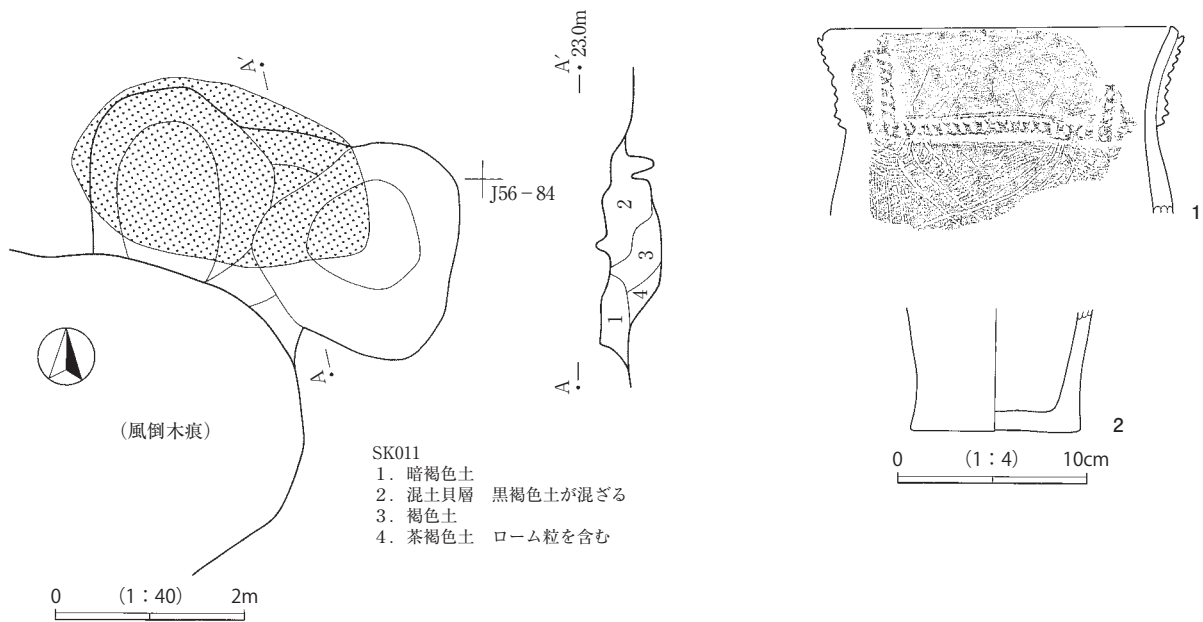 A′
J56－84
A
(風倒木痕)
0 (1：40) 2m
A′ 23.0m
2
3
4
1
A
SK011
1．暗褐色土
2．混土貝層　黒褐色土が混ざる
3．褐色土
4．茶褐色土　ローム粒を含む
1
2
0 (1：4) 10cm